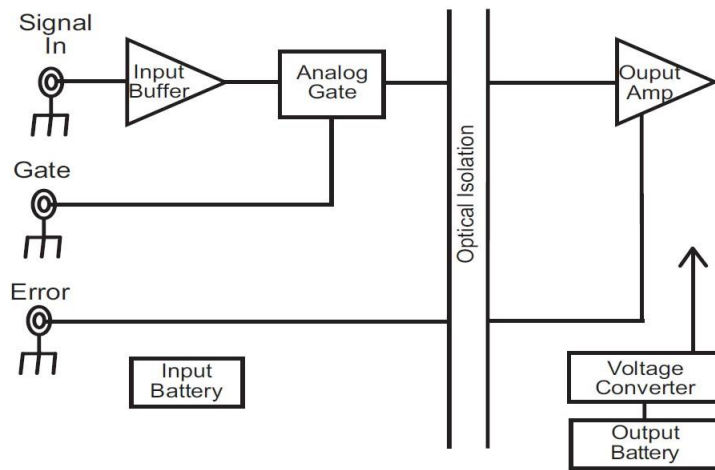 Signal
In
Input
Buffer
Analog
Gate
Ouput
Amp
Gate
Optical Isolation
Error
Input
Battery
Voltage
Converter
Output
Battery